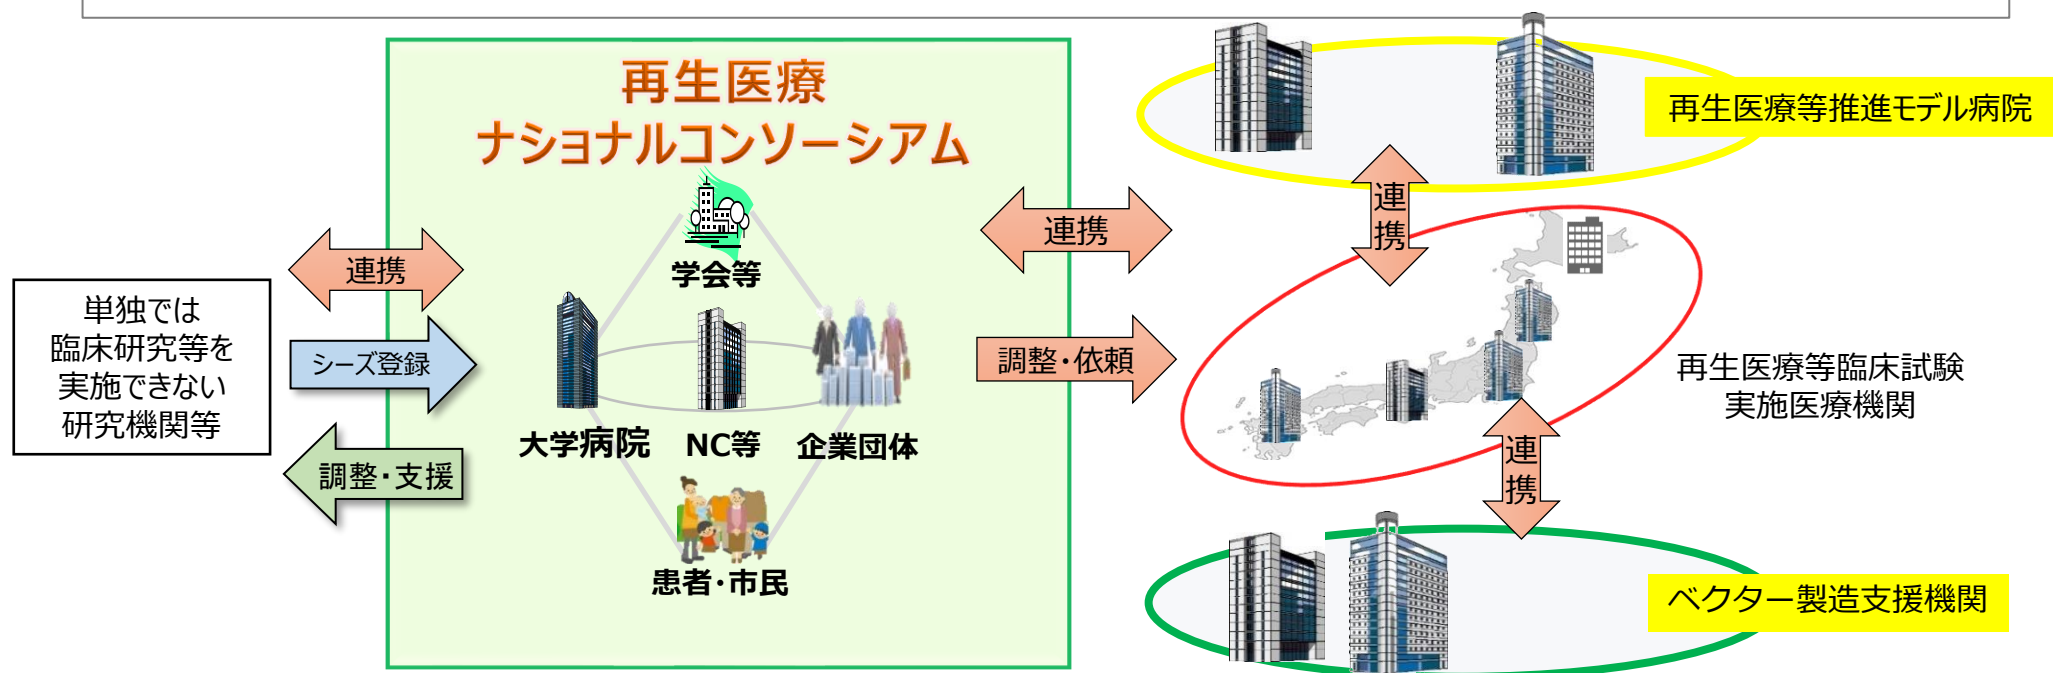 再生医療
ナショナルコンソーシアム
学会等
大学病院
NC等
企業団体
患者・市民
連携
シーズ登録
調整・支援
単独では
臨床研究等を
実施できない
研究機関等
連携
調整・依頼
再生医療等推進モデル病院
連
携
再生医療等臨床試験
実施医療機関
連
携
ベクター製造支援機関